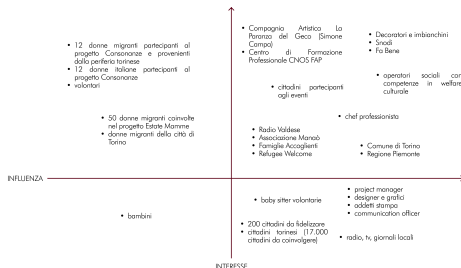 • 12 donne migranti partecipanti al
progetto Consonanze e provenienti
dalla periferia torinese
• 12 donne italiane partecipanti al
progetto Consonanze
• volontari
• 50 donne migranti coinvolte
nel progetto Estate Mamme
• donne migranti della città di
Torino
• Compagnia Artistica La
Paranza del Geco (Simone
Campa)
• Centro di Formazione
Professionale CNOS FAP
• cittadini partecipanti
agli eventi
• Decoratori e imbianchini
• Snodi
• Fa Bene
• operatori sociali con
competenze in welfare
culturale
• chef professionista
• Radio Valdese
• Associazione Manaò
• Famiglie Accoglienti
• Refugee Welcome
• Comune di Torino
• Regione Piemonte
INFLUENZA
• bambini
• baby sitter volontarie
• 200 cittadini da fidelizzare
• cittadini torinesi (17.000
cittadini da coinvolgere)
• project manager
• designer e grafici
• addetti stampa
• communication officer
• radio, tv, giornali locali
INTERESSE